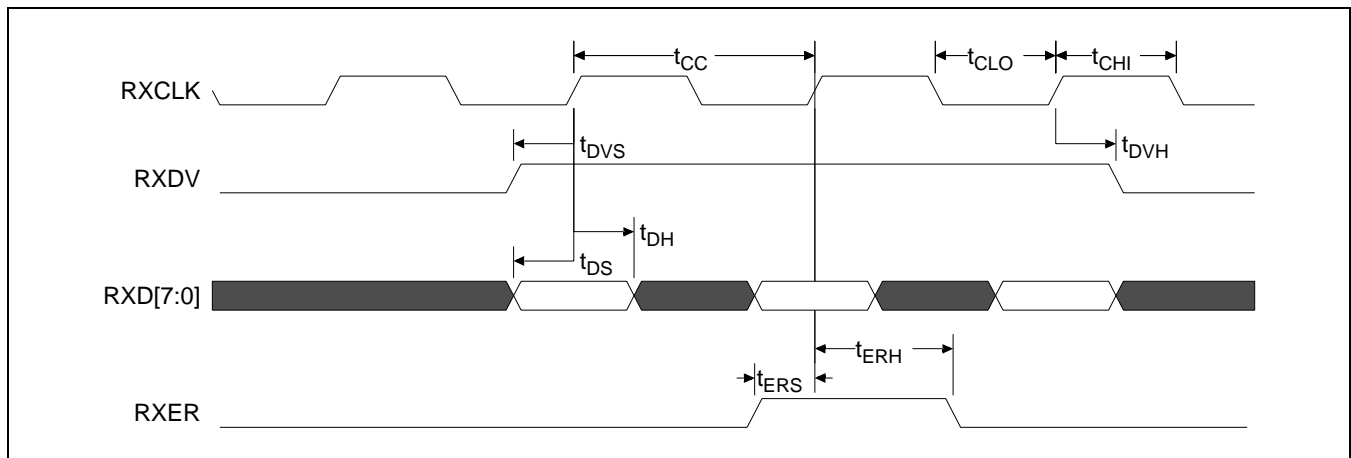 tCC
tCLO
tCHI
RXCLK
tDVS
tDVH
RXDV
tDH
tDS
RXD[7:0]
tERH
tERS
RXER